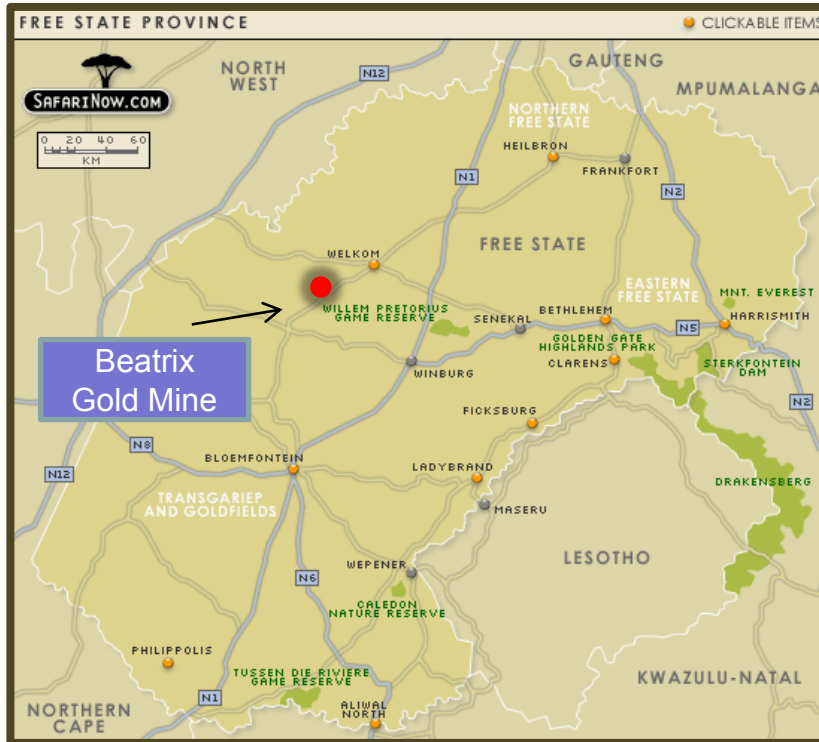 FREE STATE PROVINCE
CLICKABLE ITEMS
SAFARINOW.COM
0 20 40 60
KM
NORTH
WEST
N12
GAUTENG
MPUMALANGA
NORTHERN
FREE STATE
HEILBRON
FRANKFORT
N1
N2
WELKOM
FREE STATE
EASTERN
FREE STATE
MNT. EVEREST
WILLEM PRETORIUS
GAME RESERVE
SENEKAL
BETHLEHEM
HARRISMITH
N5
GOLDEN GATE
HIGHLANDS PARK
CLARENS
STERKFONTEIN
DAM
Beatrix
Gold Mine
WINBURG
N2
FICKSBURG
N8
BLOEMFONTEIN
LADYBRAND
N12
DRAKENSBERG
TRANSGARIEP
AND GOLDFIELDS
MASERU
LESOTHO
WEPENER
N6
CALEDON
NATURE RESERVE
PHILIPPOLIS
TUSSEN DIE RIVIERE
GAME RESERVE
KWAZULU-NATAL
N1
NORTHERN
CAPE
ALIWAL
NORTH